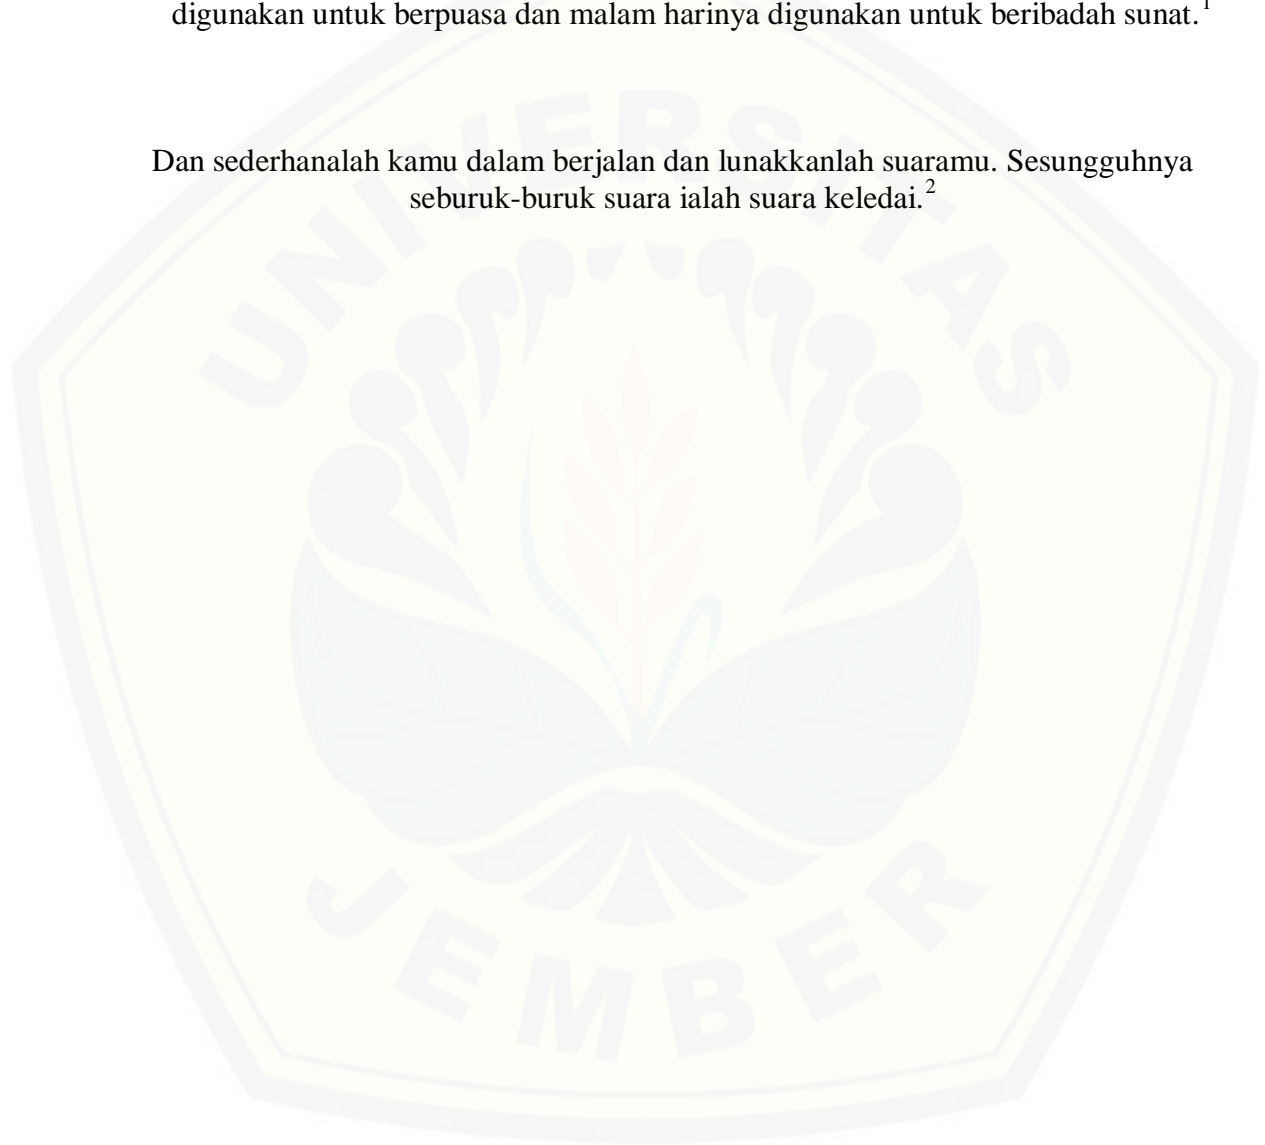 digunakan untuk berpuasa dan malam harinya digunakan untuk beribadah sunat.1
Dan sederhanalah kamu dalam berjalan dan lunakkanlah suaramu. Sesungguhnya
seburuk-buruk suara ialah suara keledai.2
UNIVERSITAS
JEMBER